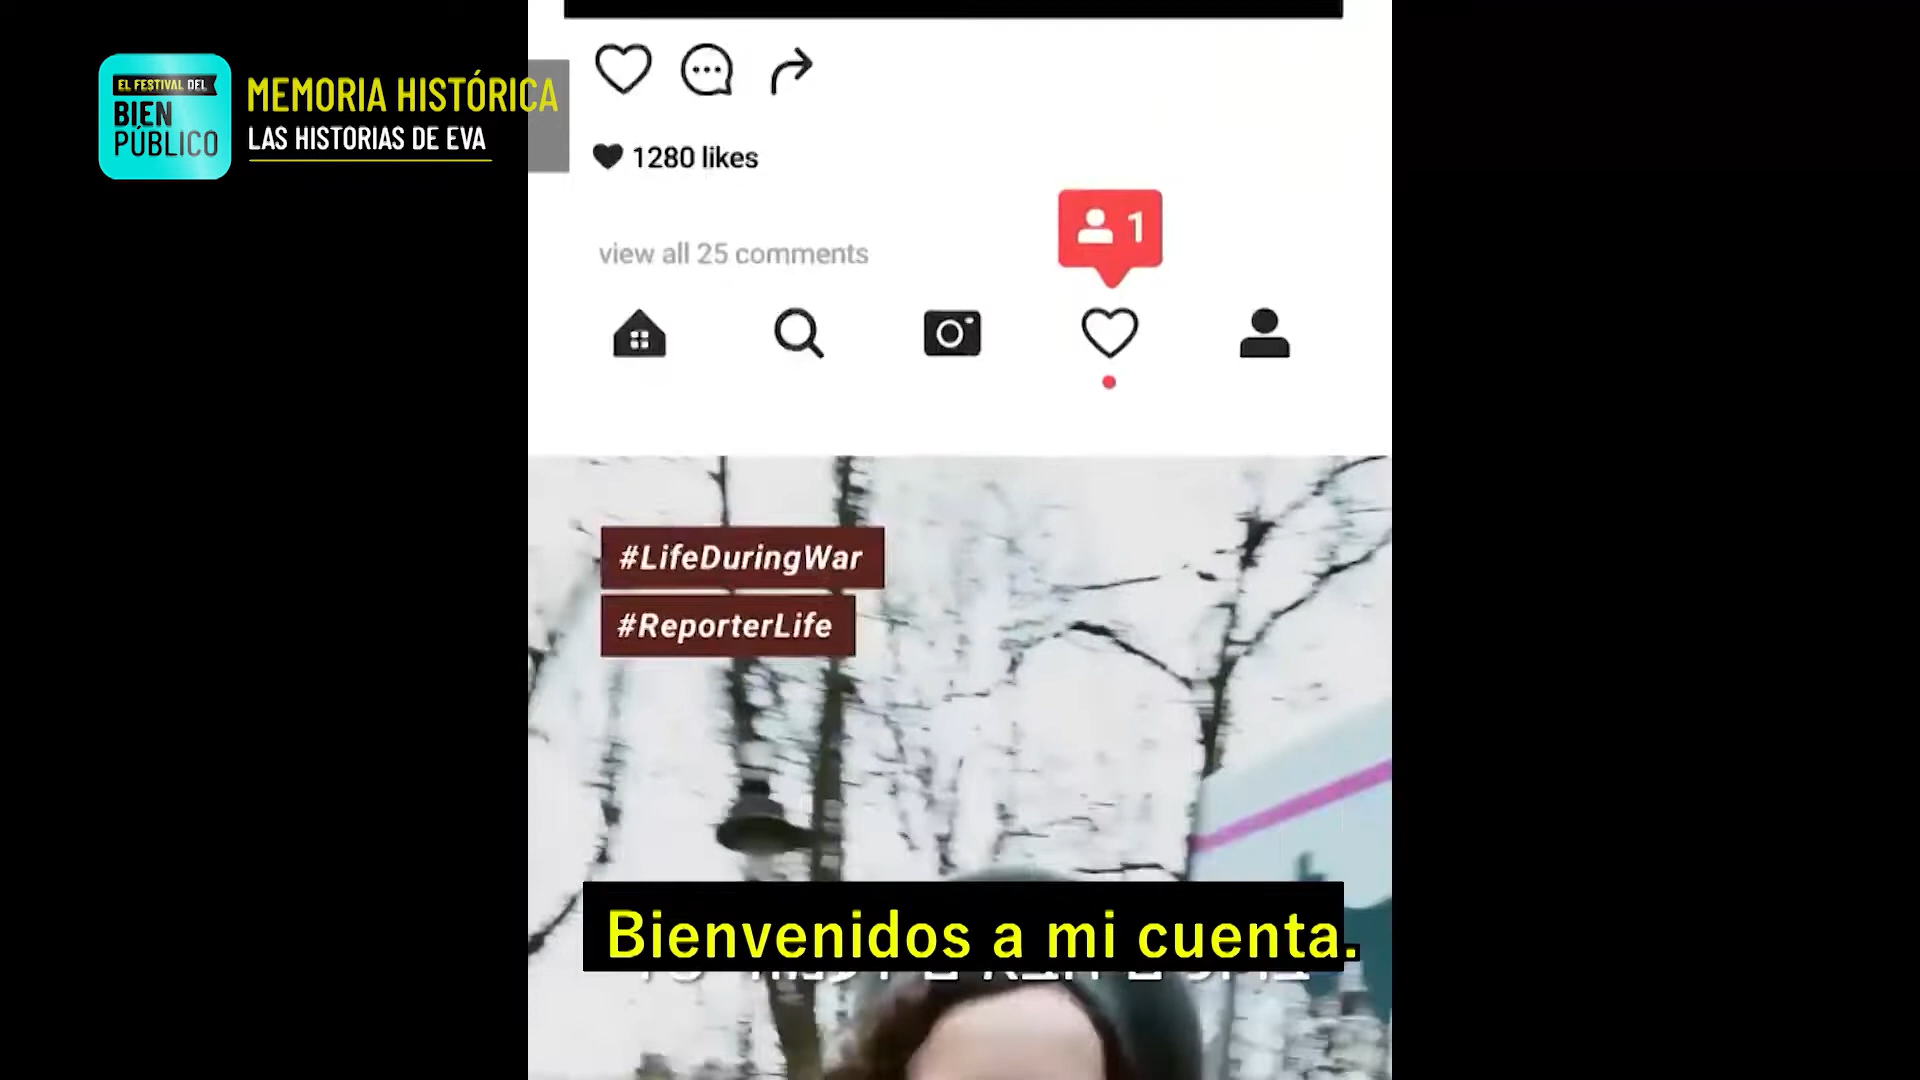 EL FESTIVAL DEL
BIEN
PÚBLICO
MEMORIA HISTÓRICA
LAS HISTORIAS DE EVA
1280 likes
1
view all 25 comments
#LifeDuringWar
#ReporterLife
Bienvenidos a mi cuenta.